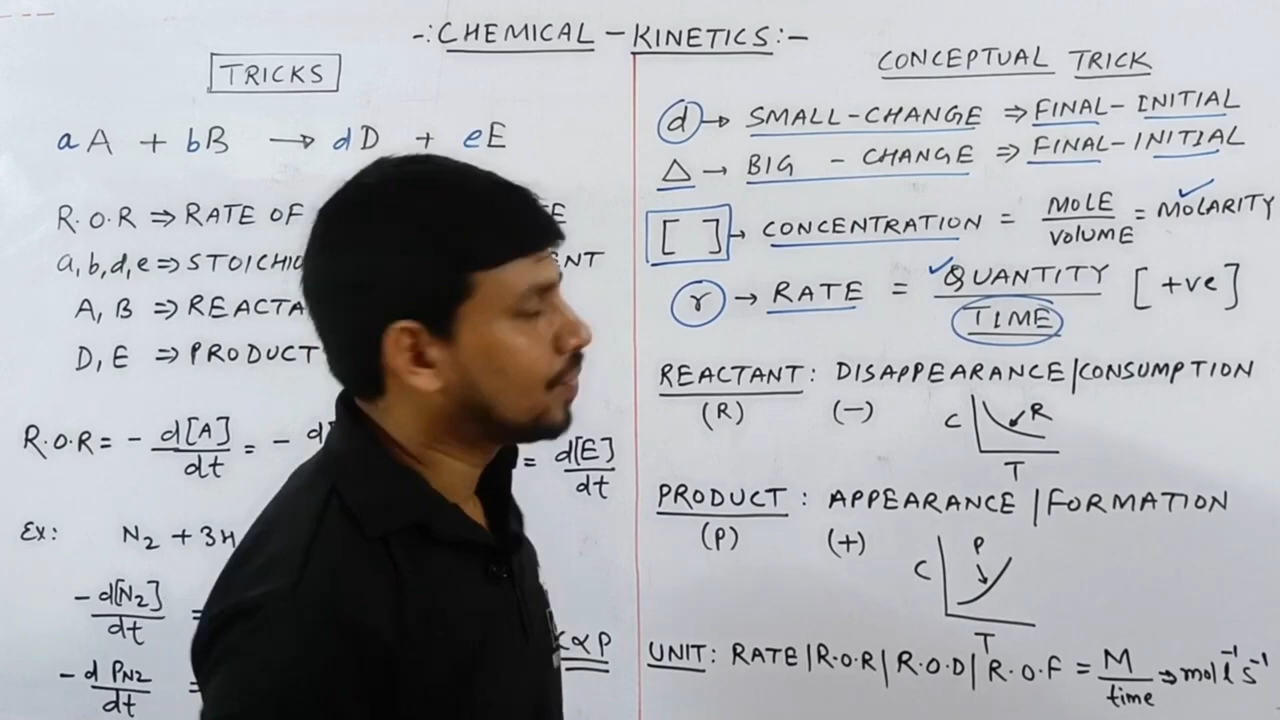 -: CHEMICAL - KINETICS :-
TRICKS
aA + bB → dD + eE
R.O.R ⇒ RATE OF
a, b, d, e ⇒ STOICHIO
A, B ⇒ REACTA
D, E ⇒ PRODUCT
R.O.R = - d[A]/dt = - d = d[E]/dt
Ex: N₂ + 3H
-d[N₂]/dt =
-d P_N₂/dt =
∝ P
CONCEPTUAL TRICK
d → SMALL-CHANGE ⇒ FINAL-INITIAL
△ → BIG - CHANGE ⇒ FINAL-INITIAL
[ ] → CONCENTRATION = MOLE/VOLUME = MOLARITY
r → RATE = QUANTITY/TIME [+ve]
REACTANT : DISAPPEARANCE/CONSUMPTION
(R) (-) C R T
PRODUCT : APPEARANCE/FORMATION
(P) (+) C P T
UNIT: RATE|R.O.R|R.O.D|R.O.F = M/time → mol l⁻¹ s⁻¹